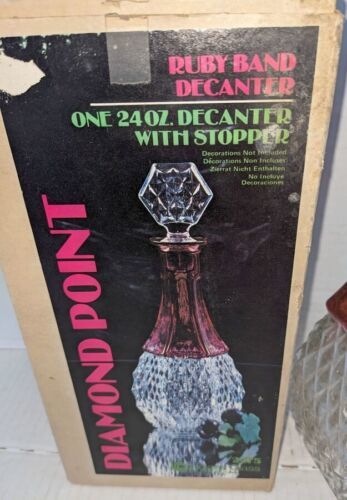 RUBY BAND
DECANTER
ONE 24 OZ. DECANTER
WITH STOPPER
Decorations Not Included
Décorations Non Incluses
Zierrat Nicht Enthalten
No Incluye
Decoraciones
DIAMOND POINT